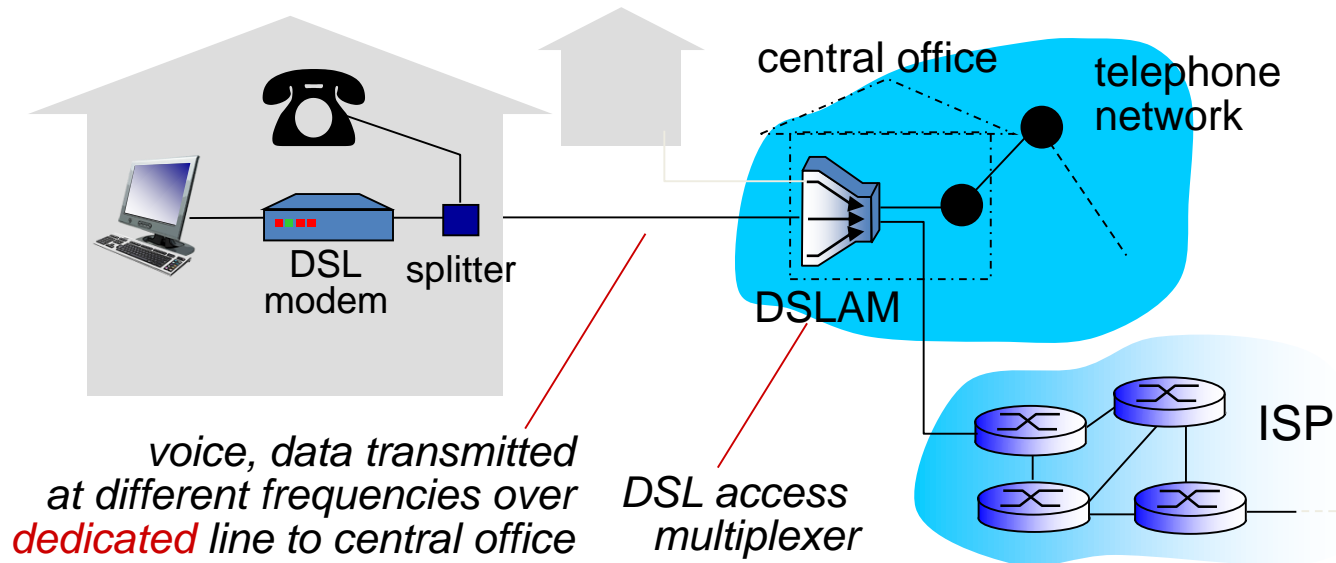 central office
telephone
network
DSL
modem
splitter
DSLAM
ISP
voice, data transmitted
at different frequencies over
dedicated line to central office
DSL access
multiplexer